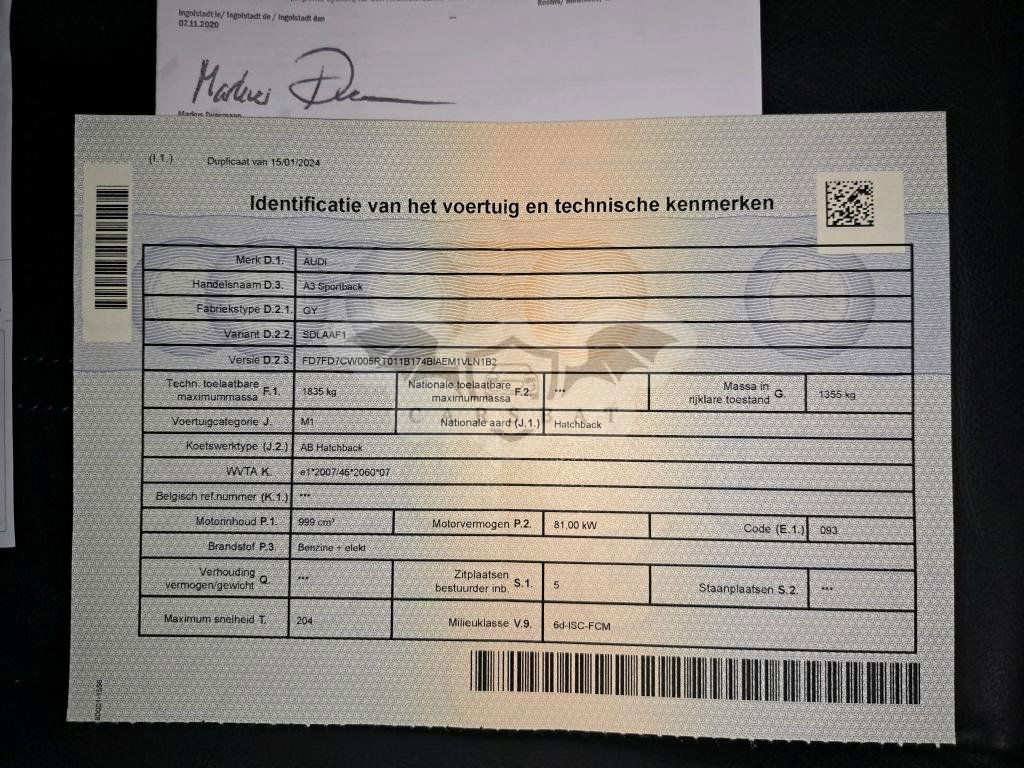 Ingolstadt le/ Ingolstadt de / Ingolstadt den
07.11.2020
Markus Duesmann
(I.1.) Duplicaat van 15/01/2024
Identificatie van het voertuig en technische kenmerken
Merk D.1. AUDI
Handelsnaam D.3. A3 Sportback
Fabriekstype D.2.1. GY
Variant D.2.2. SDLAAF1
Versie D.2.3. FD7FD7CW005RT011B174BIAEM1VLN1B2
Techn. toelaatbare maximummassa F.1. 1835 kg Nationale toelaatbare maximummassa F.2. *** Massa in rijklare toestand G. 1355 kg
CARSBAT
Voertuigcategorie J. M1 Nationale aard (J.1.) Hatchback
Koetswerktype (J.2.) AB Hatchback
WVTA K. e1*2007/46*2060*07
Belgisch ref.nummer (K.1.) ***
Motorinhoud P.1. 999 cm³ Motorvermogen P.2. 81,00 kW Code (E.1.) 093
Brandstof P.3. Benzine + elekt
Verhouding vermogen/gewicht Q. *** Zitplaatsen bestuurder inb. S.1. 5 Staanplaatsen S.2. ***
Maximum snelheid T. 204 Milieuklasse V.9. 6d-ISC-FCM